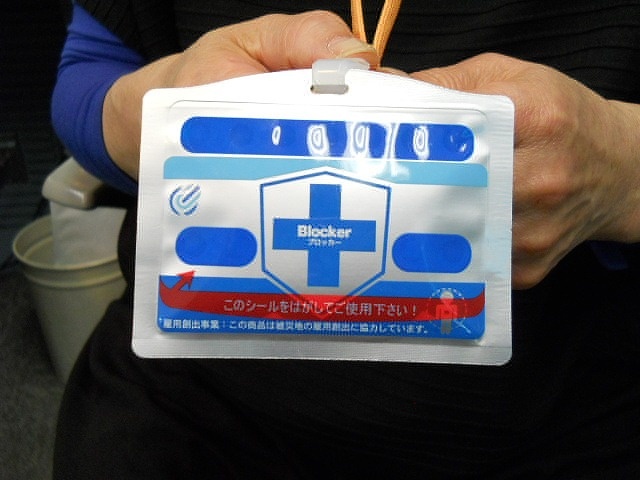 Blocker
ブロッカー
このシールをはがしてご使用下さい!
*雇用創出事業:この商品は被災地の雇用創出に協力しています。